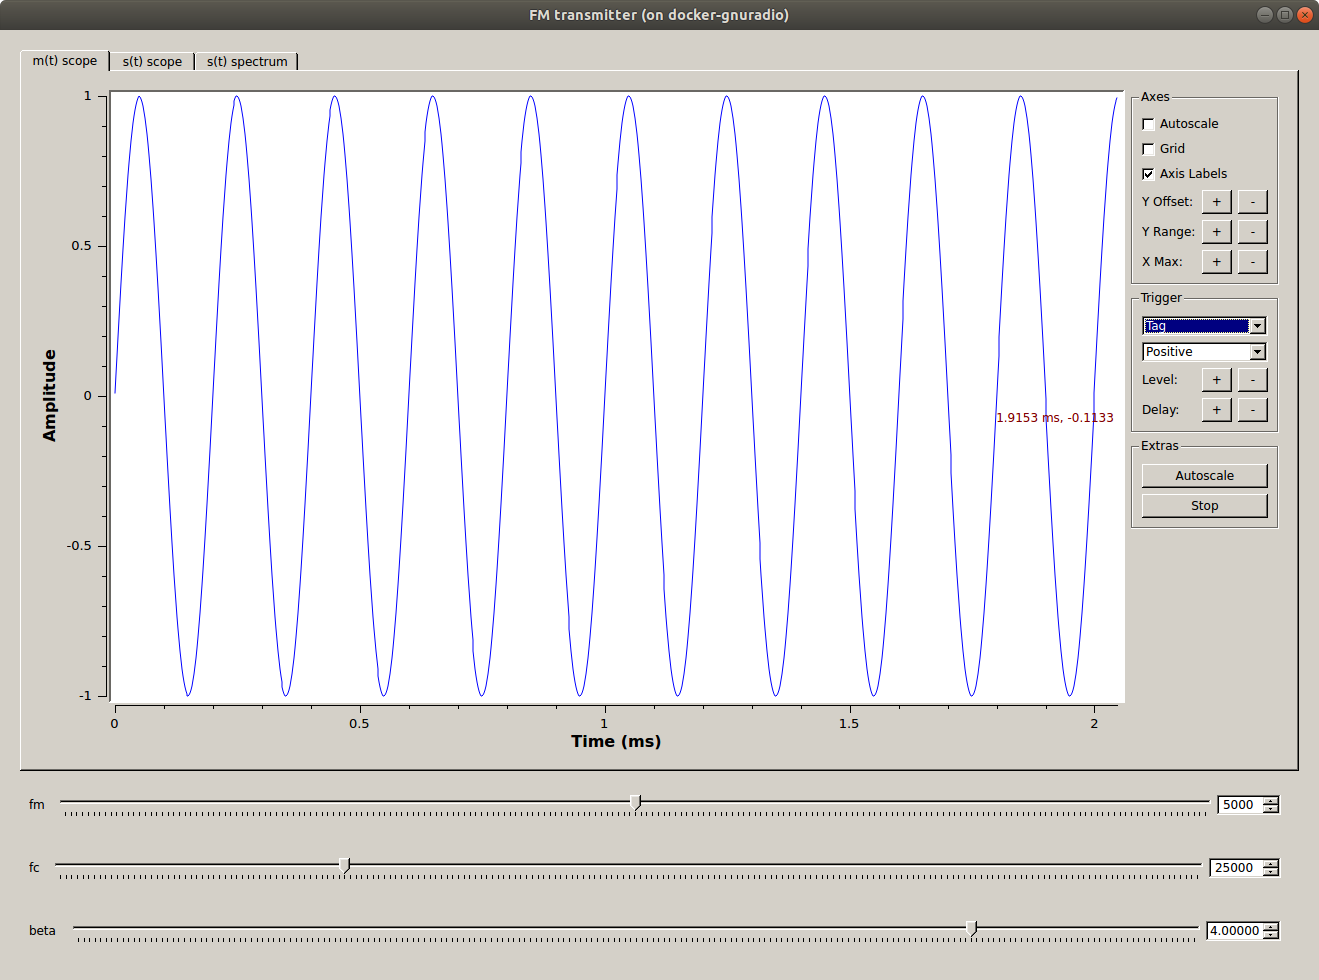 FM transmitter (on docker-gnuradio)
m(t) scope
s(t) scope
s(t) spectrum
1
0.5
0
-0.5
-1
Amplitude
1.9153 ms, -0.1133
0
0.5
1
1.5
2
Time (ms)
Axes
Autoscale
Grid
Axis Labels
Y Offset: + -
Y Range: + -
X Max: + -
Trigger
Tag
Positive
Level: + -
Delay: + -
Extras
Autoscale
Stop
fm 5000
fc 25000
beta 4.00000